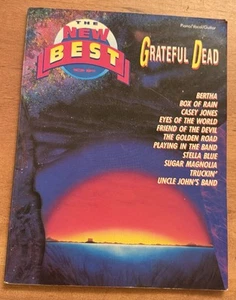 Piano/Vocal/Guitar
THE
NEW
BEST
GRATEFUL DEAD
BERTHA
BOX OF RAIN
CASEY JONES
EYES OF THE WORLD
FRIEND OF THE DEVIL
THE GOLDEN ROAD
PLAYING IN THE BAND
STELLA BLUE
SUGAR MAGNOLIA
TRUCKIN'
UNCLE JOHN'S BAND